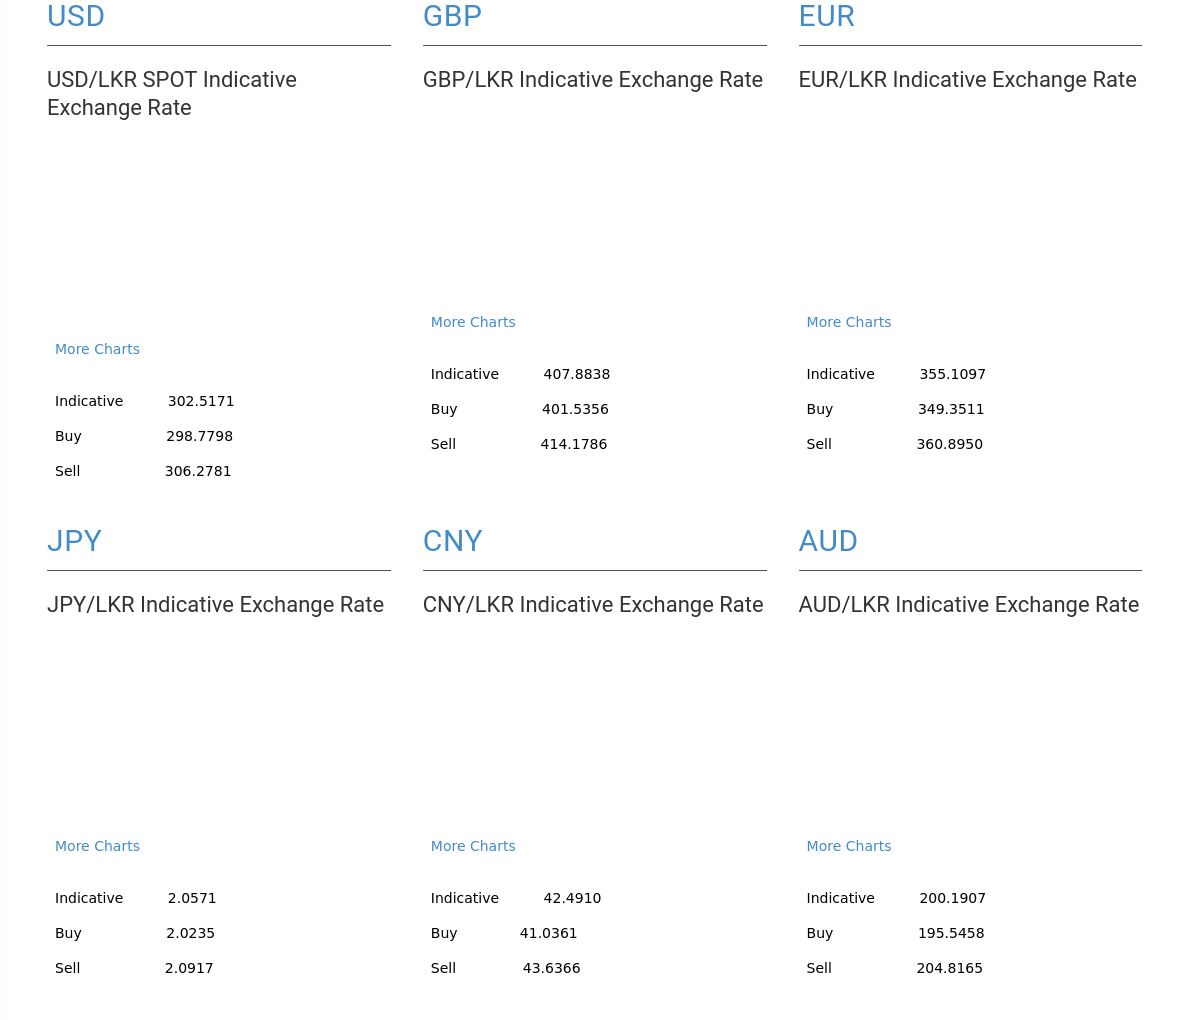 USD
USD/LKR SPOT Indicative
Exchange Rate
More Charts
Indicative 302.5171
Buy 298.7798
Sell 306.2781
GBP
GBP/LKR Indicative Exchange Rate
More Charts
Indicative 407.8838
Buy 401.5356
Sell 414.1786
EUR
EUR/LKR Indicative Exchange Rate
More Charts
Indicative 355.1097
Buy 349.3511
Sell 360.8950
JPY
JPY/LKR Indicative Exchange Rate
More Charts
Indicative 2.0571
Buy 2.0235
Sell 2.0917
CNY
CNY/LKR Indicative Exchange Rate
More Charts
Indicative 42.4910
Buy 41.0361
Sell 43.6366
AUD
AUD/LKR Indicative Exchange Rate
More Charts
Indicative 200.1907
Buy 195.5458
Sell 204.8165